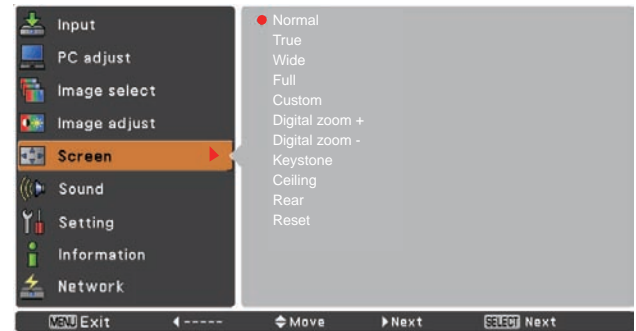 Input
PC adjust
Image select
Image adjust
Screen
Sound
Setting
Information
Network
Normal
True
Wide
Full
Custom
Digital zoom +
Digital zoom -
Keystone
Ceiling
Rear
Reset
MENU Exit ----- Move Next SELECT Next